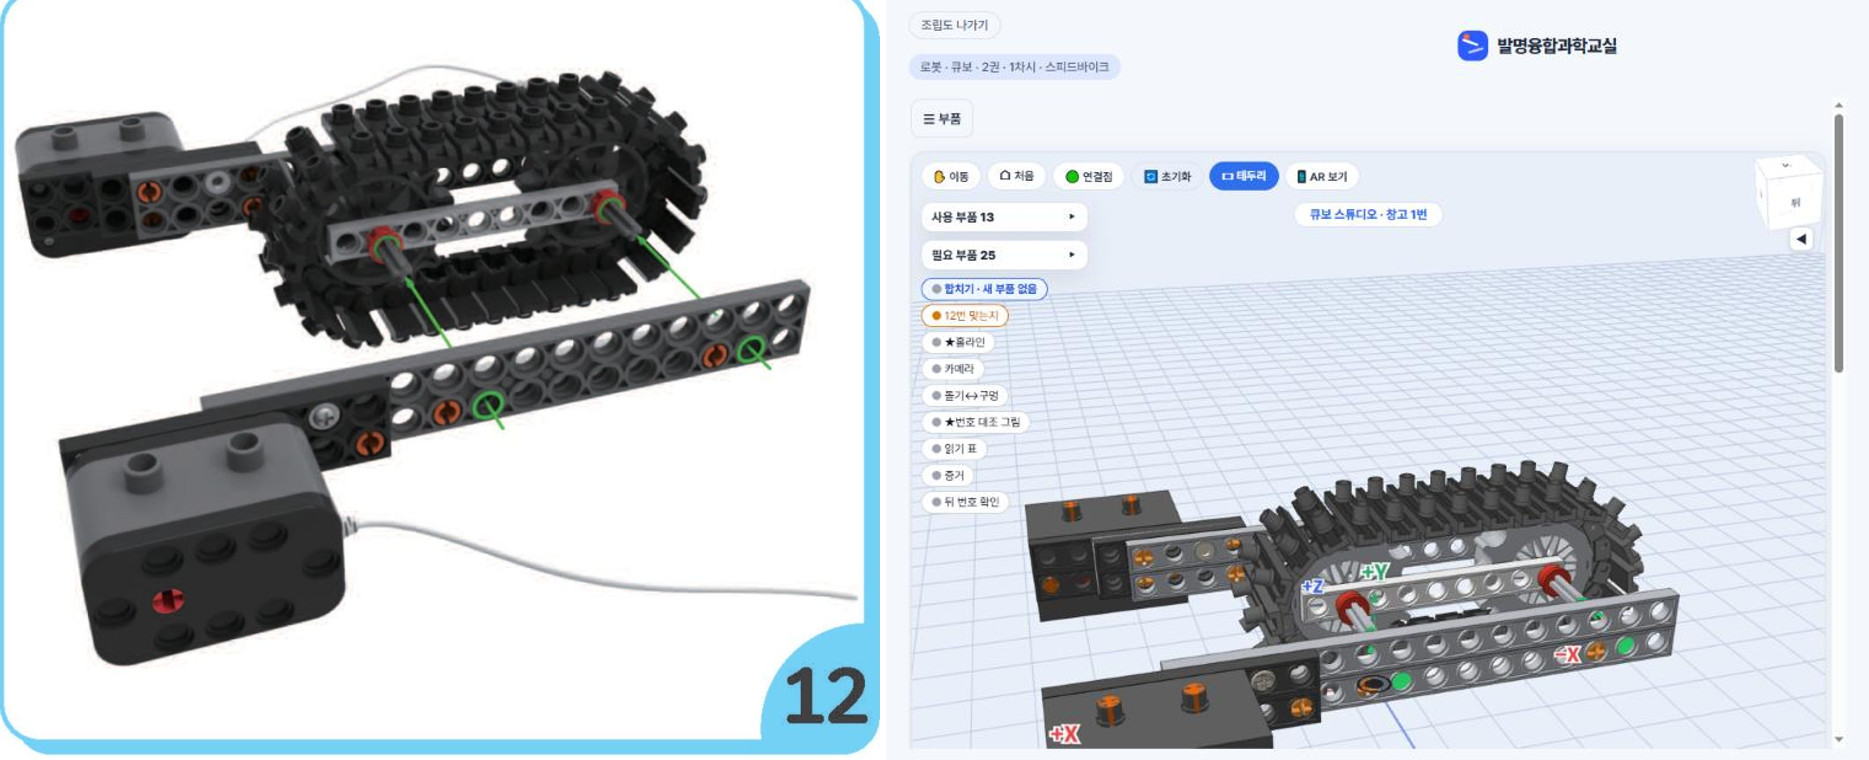 12
조립도 나가기
발명융합과학교실
로봇 · 큐보 · 2권 · 1차시 · 스피드바이크
☰ 부품
이동
처음
연결점
초기화
테두리
AR 보기
뒤
사용 부품 13
큐보 스튜디오 · 창고 1번
필요 부품 25
합치기 · 새 부품 없음
12번 맞는지
★홀라인
카메라
돌기↔구멍
★번호 대조 그림
읽기 표
증거
뒤 번호 확인
+Z
+Y
−X
+X